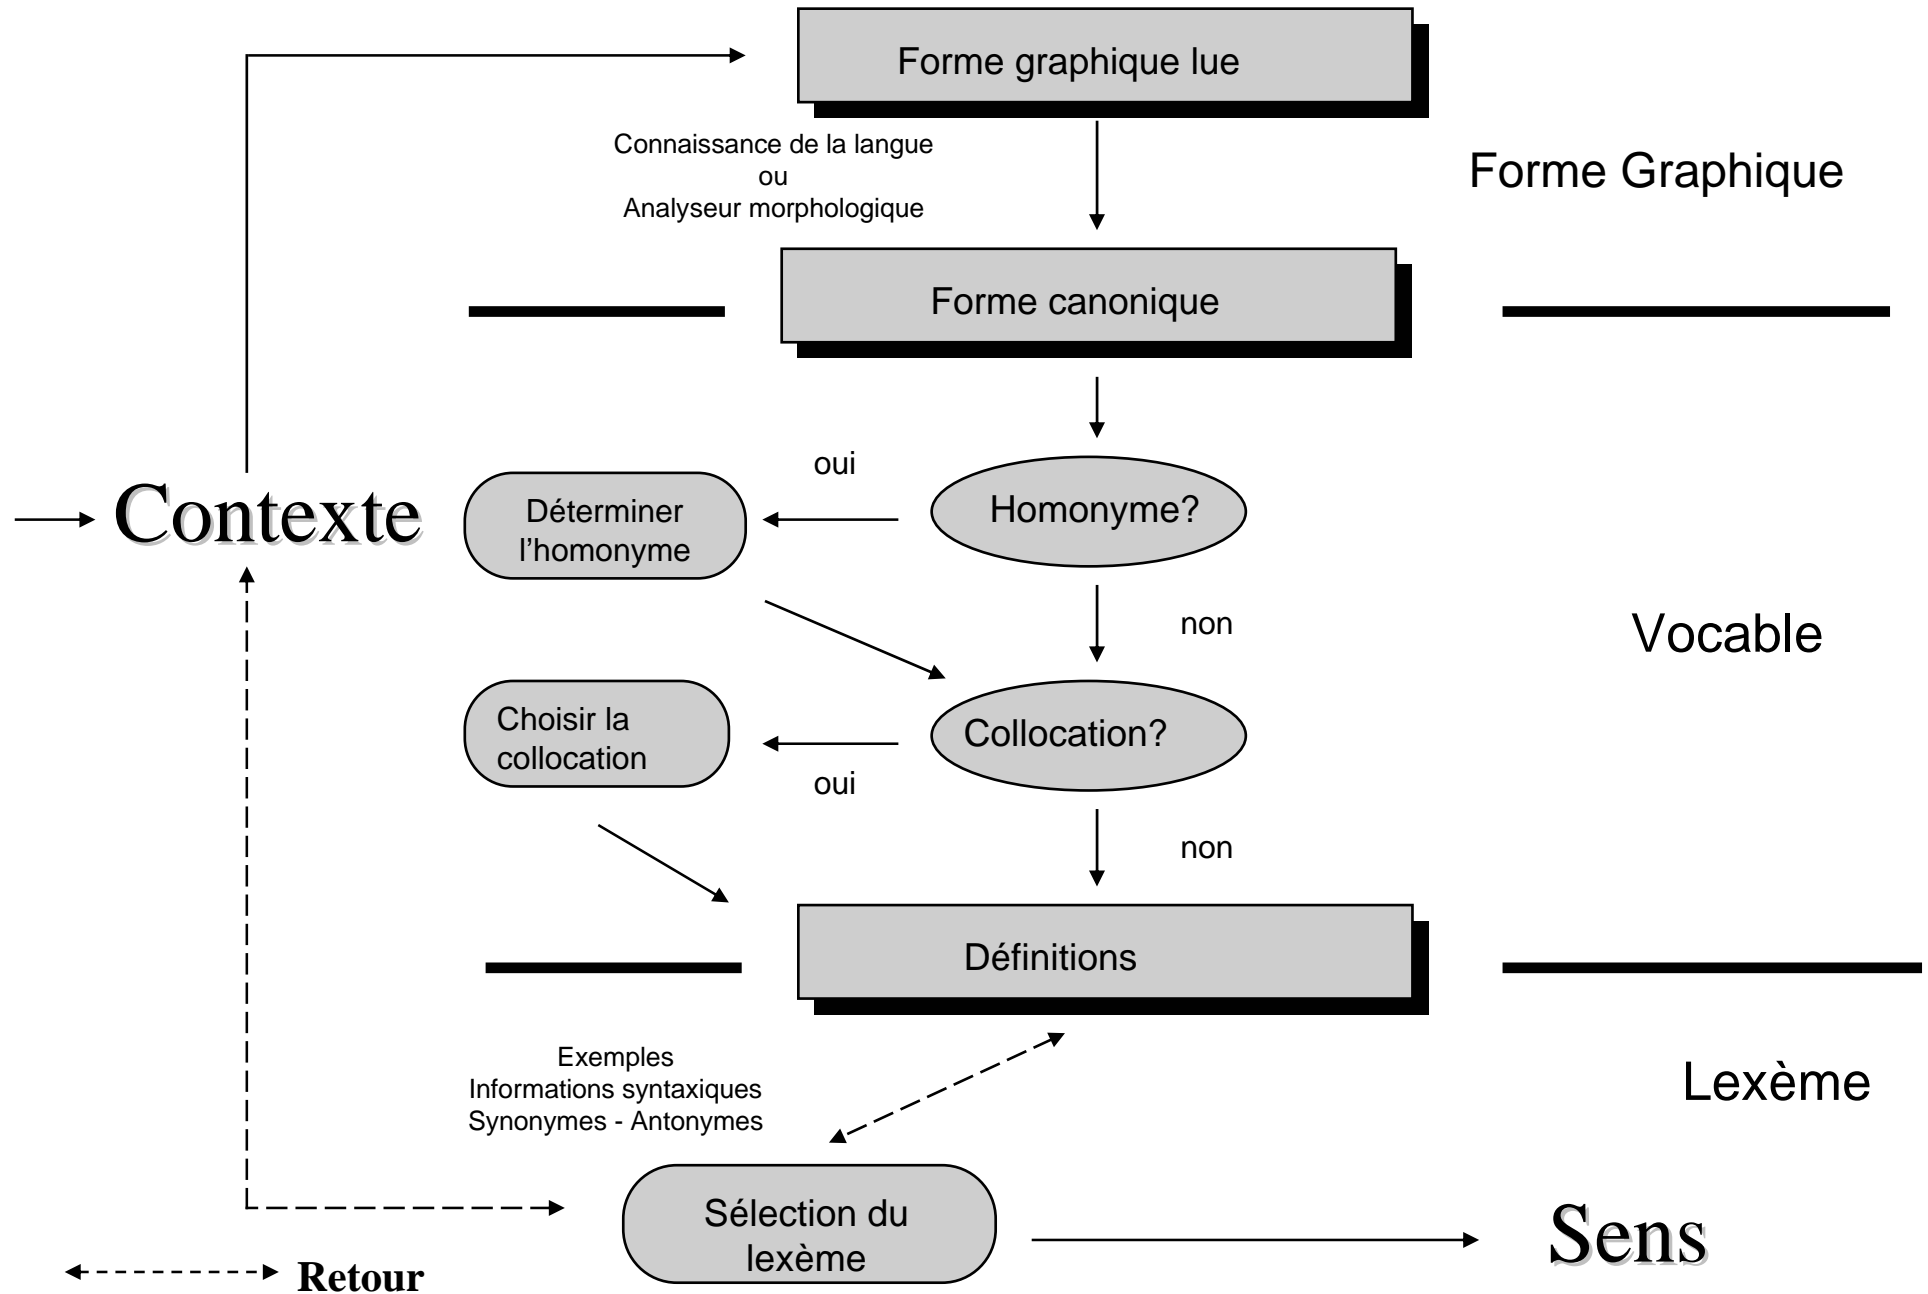 Forme graphique lue
Connaissance de la langue
ou
Analyseur morphologique
Forme Graphique
Forme canonique
Contexte
Déterminer
l’homonyme
oui
Homonyme?
non
Vocable
Choisir la
collocation
Collocation?
oui
non
Définitions
Exemples
Informations syntaxiques
Synonymes - Antonymes
Lexème
Sélection du
lexème
Sens
Retour